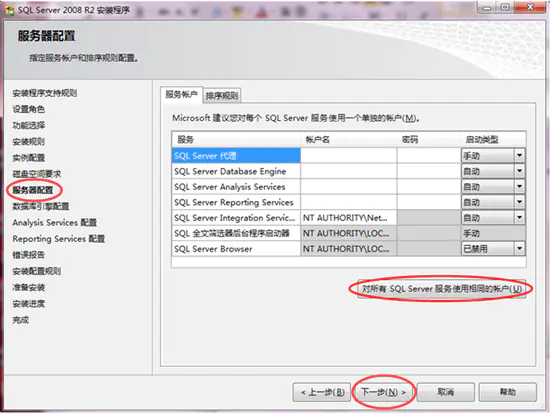 SQL Server 2008 R2 安装程序
服务器配置
指定服务帐户和排序规则配置。
安装程序支持规则
设置角色
功能选择
安装规则
实例配置
磁盘空间要求
服务器配置
数据库引擎配置
Analysis Services 配置
Reporting Services 配置
错误报告
安装配置规则
准备安装
安装进度
完成
服务帐户 排序规则
Microsoft 建议您对每个 SQL Server 服务使用一个单独的帐户(M)。
服务 帐户名 密码 启动类型
SQL Server 代理 手动
SQL Server Database Engine 自动
SQL Server Analysis Services 自动
SQL Server Reporting Services 自动
SQL Server Integration Servic... NT AUTHORITY\Net... 自动
SQL 全文筛选器后台程序启动器 NT AUTHORITY\LOC... 手动
SQL Server Browser NT AUTHORITY\LOC... 已禁用
对所有 SQL Server 服务使用相同的帐户(U)
< 上一步(B) 下一步(N) > 取消 帮助